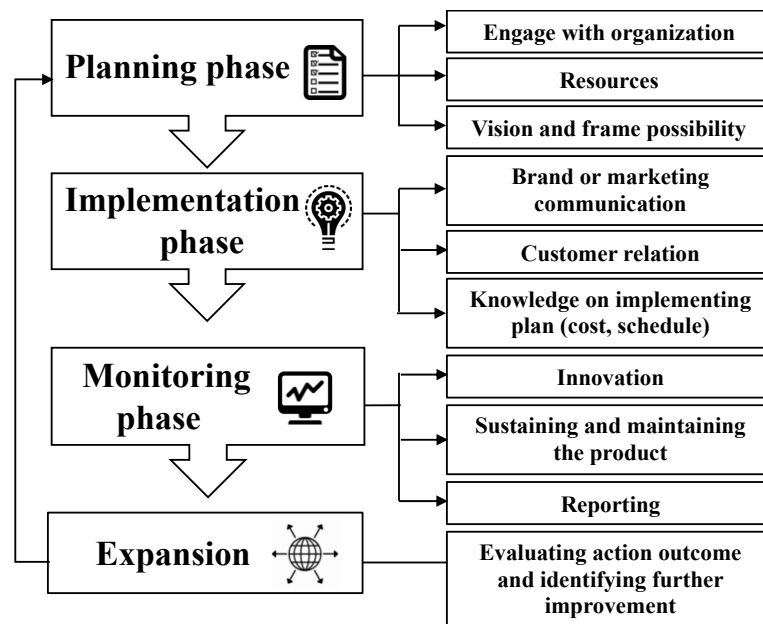 Planning phase
Engage with organization
Resources
Vision and frame possibility
Implementation
phase
Brand or marketing
communication
Customer relation
Knowledge on implementing
plan (cost, schedule)
Monitoring
phase
Innovation
Sustaining and maintaining
the product
Reporting
Expansion
Evaluating action outcome
and identifying further
improvement